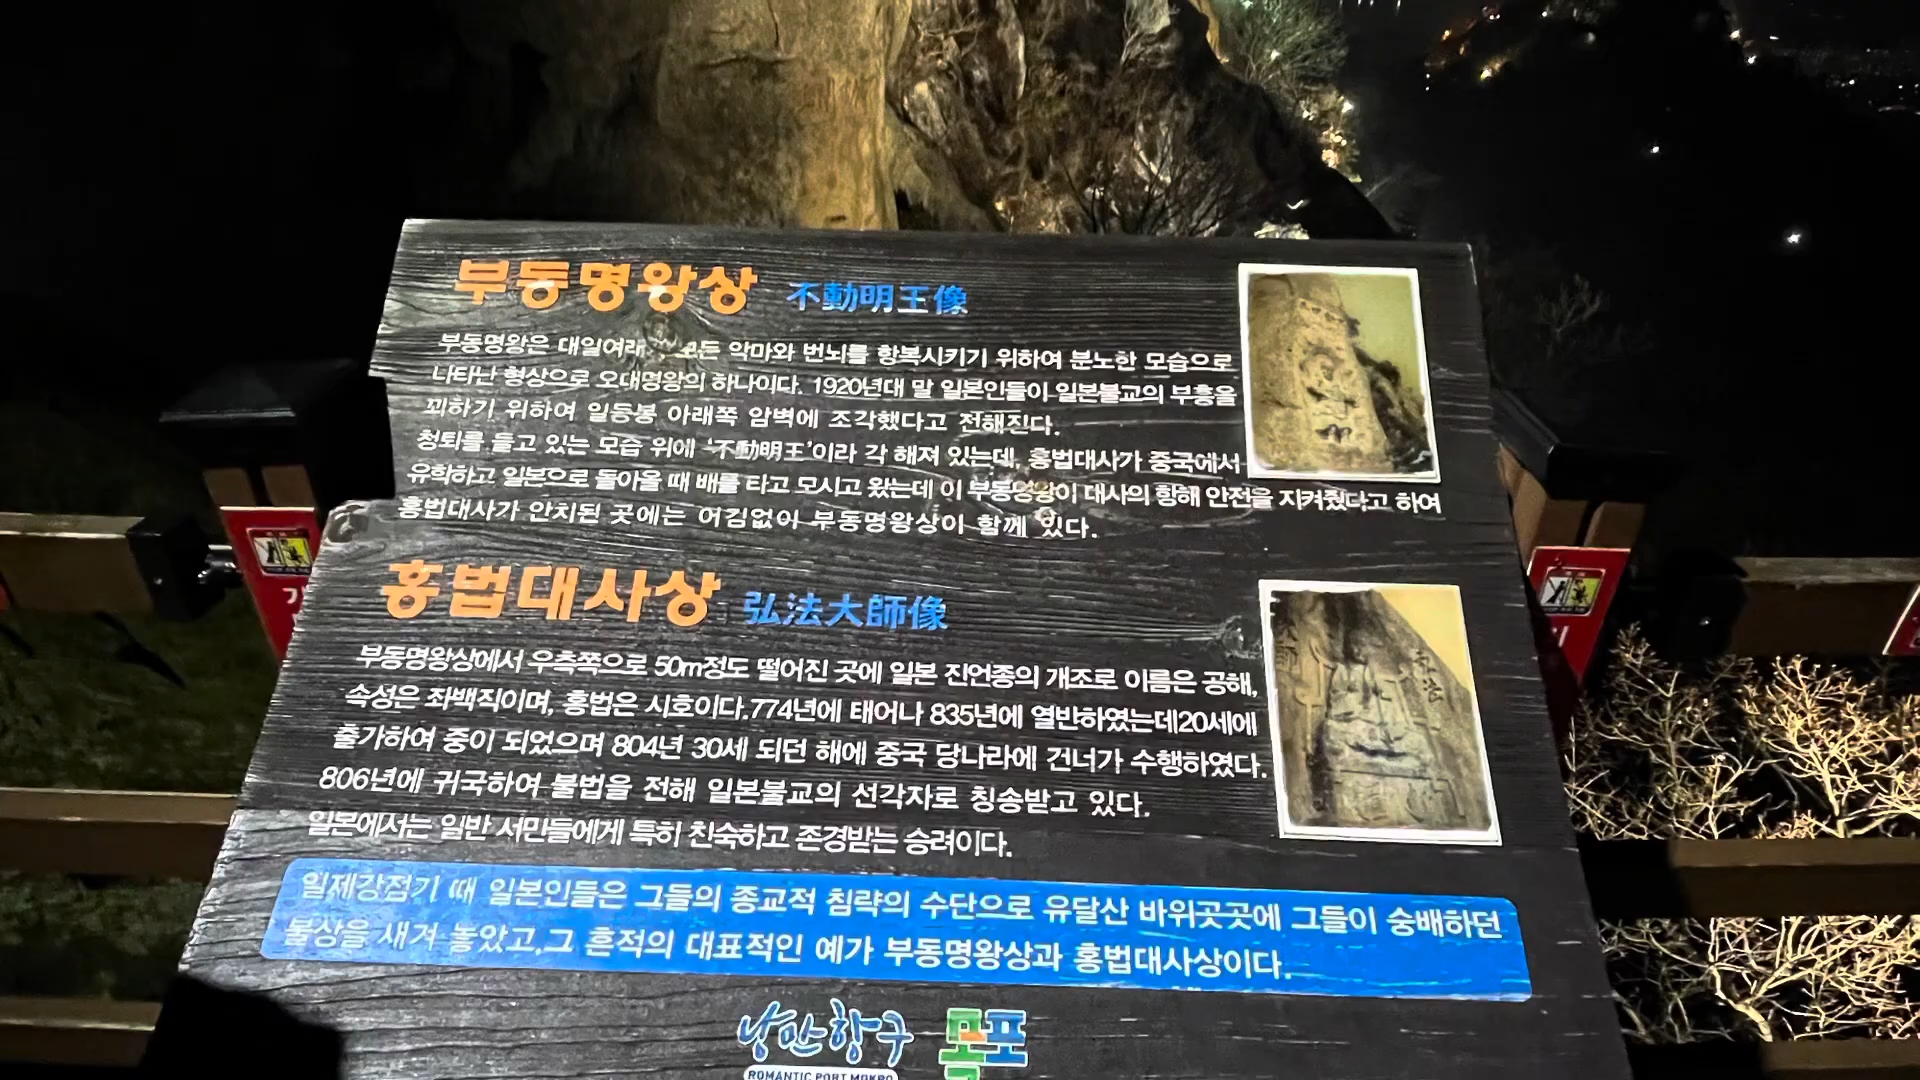 부동명왕상 不動明王像
부동명왕은 대일여래가 모든 악마와 번뇌를 항복시키기 위하여 분노한 모습으로
나타난 형상으로 오대명왕의 하나이다. 1920년대 말 일본인들이 일본불교의 부흥을
꾀하기 위하여 일등봉 아래쪽 암벽에 조각했다고 전해진다.
청퇴를 들고 있는 모습 위에 '不動明王'이라 각 해져 있는데, 홍법대사가 중국에서
유학하고 일본으로 돌아올 때 배를 타고 모시고 왔는데 이 부동명왕이 대사의 항해 안전을 지켜줬다고 하여
홍법대사가 안치된 곳에는 어김없이 부동명왕상이 함께 있다.
홍법대사상 弘法大師像
부동명왕상에서 우측쪽으로 50m정도 떨어진 곳에 일본 진언종의 개조로 이름은 공해,
속성은 좌백직이며, 홍법은 시호이다.774년에 태어나 835년에 열반하였는데20세에
출가하여 중이 되었으며 804년 30세 되던 해에 중국 당나라에 건너가 수행하였다.
806년에 귀국하여 불법을 전해 일본불교의 선각자로 칭송받고 있다.
일본에서는 일반 서민들에게 특히 친숙하고 존경받는 승려이다.
일제강점기 때 일본인들은 그들의 종교적 침략의 수단으로 유달산 바위곳곳에 그들이 숭배하던
불상을 새겨 놓았고,그 흔적의 대표적인 예가 부동명왕상과 홍법대사상이다.
낭만항구 목포
ROMANTIC PORT MOKPO